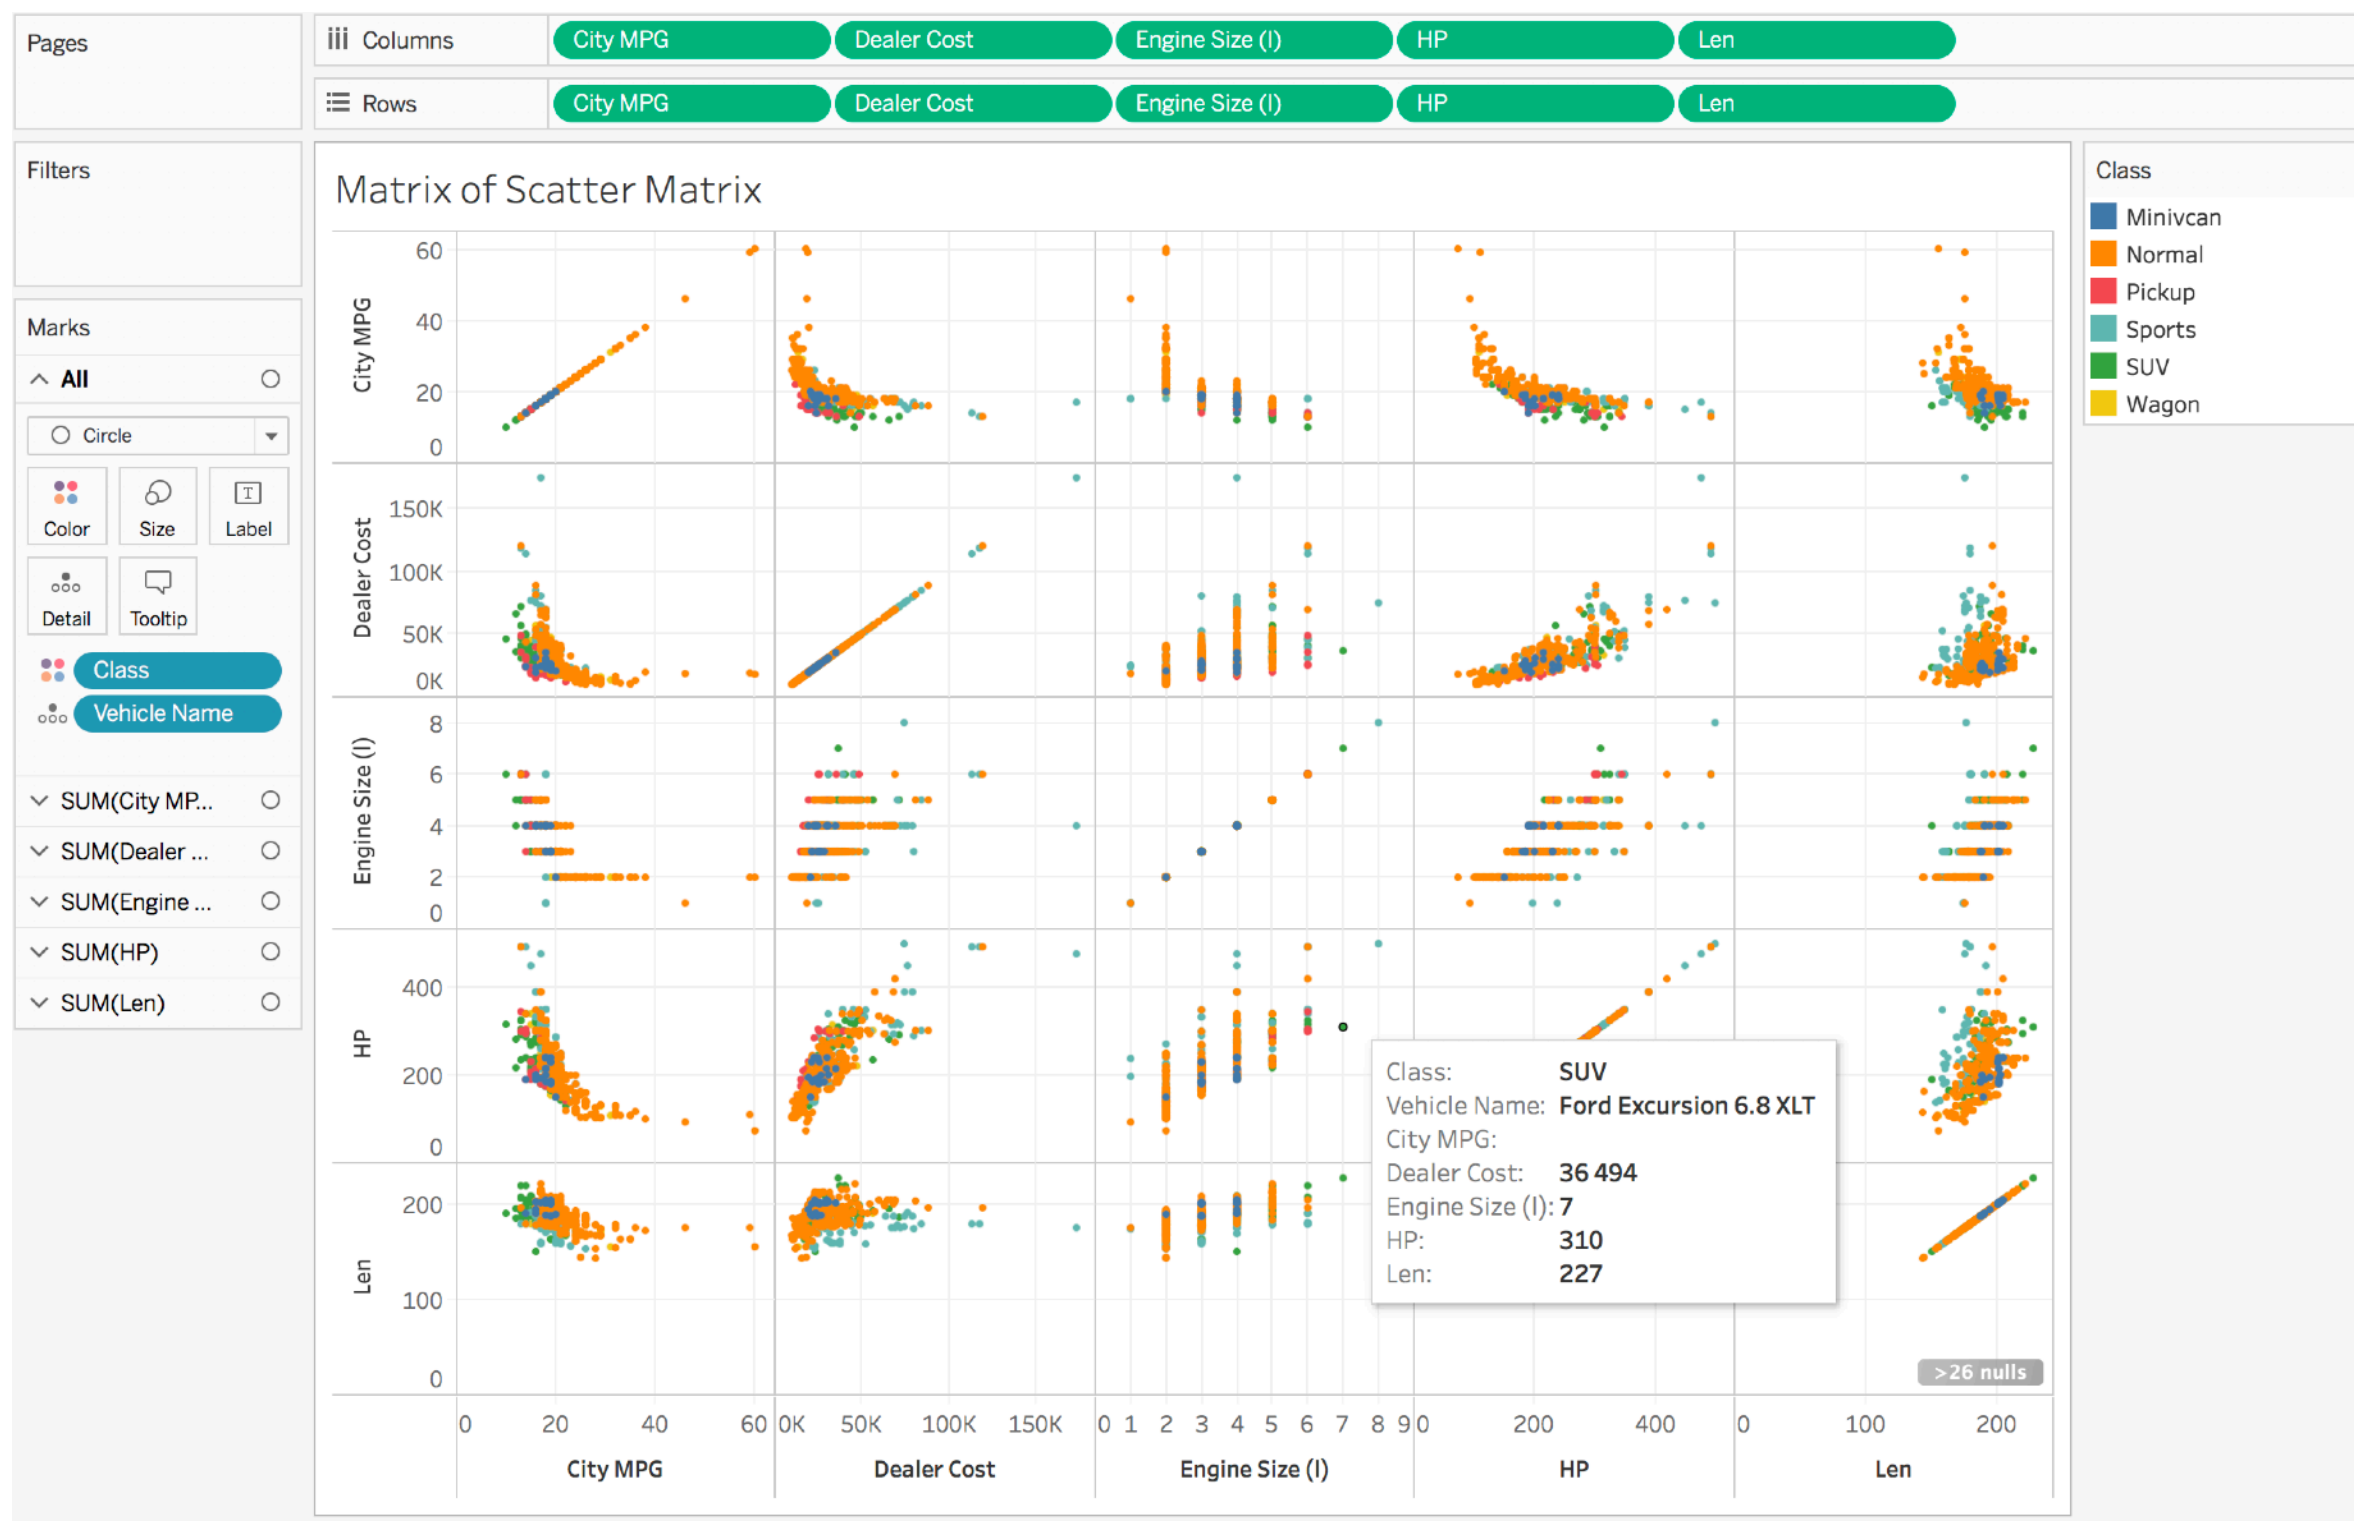 Pages
Columns City MPG Dealer Cost Engine Size (l) HP Len
Rows City MPG Dealer Cost Engine Size (l) HP Len
Filters
Marks
All
Circle
Color Size Label
Detail Tooltip
Class
Vehicle Name
SUM(City MP...
SUM(Dealer ...
SUM(Engine ...
SUM(HP)
SUM(Len)
Matrix of Scatter Matrix
City MPG
60
40
20
0
Dealer Cost
150K
100K
50K
0K
Engine Size (l)
8
6
4
2
0
HP
400
200
0
Len
200
100
0
Class: SUV
Vehicle Name: Ford Excursion 6.8 XLT
City MPG:
Dealer Cost: 36 494
Engine Size (l): 7
HP: 310
Len: 227
>26 nulls
0 20 40 60 0K 50K 100K 150K 0 1 2 3 4 5 6 7 8 9 0 200 400 0 100 200
City MPG Dealer Cost Engine Size (l) HP Len
Class
Minivcan
Normal
Pickup
Sports
SUV
Wagon